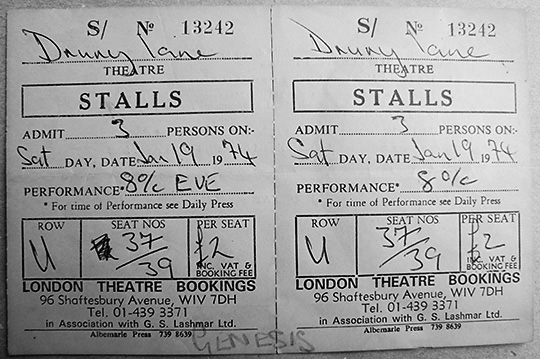 S/ No 13242
Drury Lane
THEATRE
STALLS
ADMIT 3 PERSONS ON:-
Sat DAY, DATE Jan 19 1974
PERFORMANCE* 8 o/c EVE
* For time of Performance see Daily Press
ROW SEAT NOS PER SEAT
U 37/39 £2
INC. VAT &
BOOKING FEE
LONDON THEATRE BOOKINGS
96 Shaftesbury Avenue, WIV 7DH
Tel. 01-439 3371
in Association with G. S. Lashmar Ltd.
Albemarle Press 739 8639
S/ No 13242
Drury Lane
THEATRE
STALLS
ADMIT 3 PERSONS ON:-
Sat DAY, DATE Jan 19 1974
PERFORMANCE* 8 o/c
* For time of Performance see Daily Press
ROW SEAT NOS PER SEAT
U 37/39 £2
INC. VAT &
BOOKING FEE
LONDON THEATRE BOOKINGS
96 Shaftesbury Avenue, WIV 7DH
Tel. 01-439 3371
in Association with G. S. Lashmar Ltd.
Albemarle Press 739 8639
GENESIS